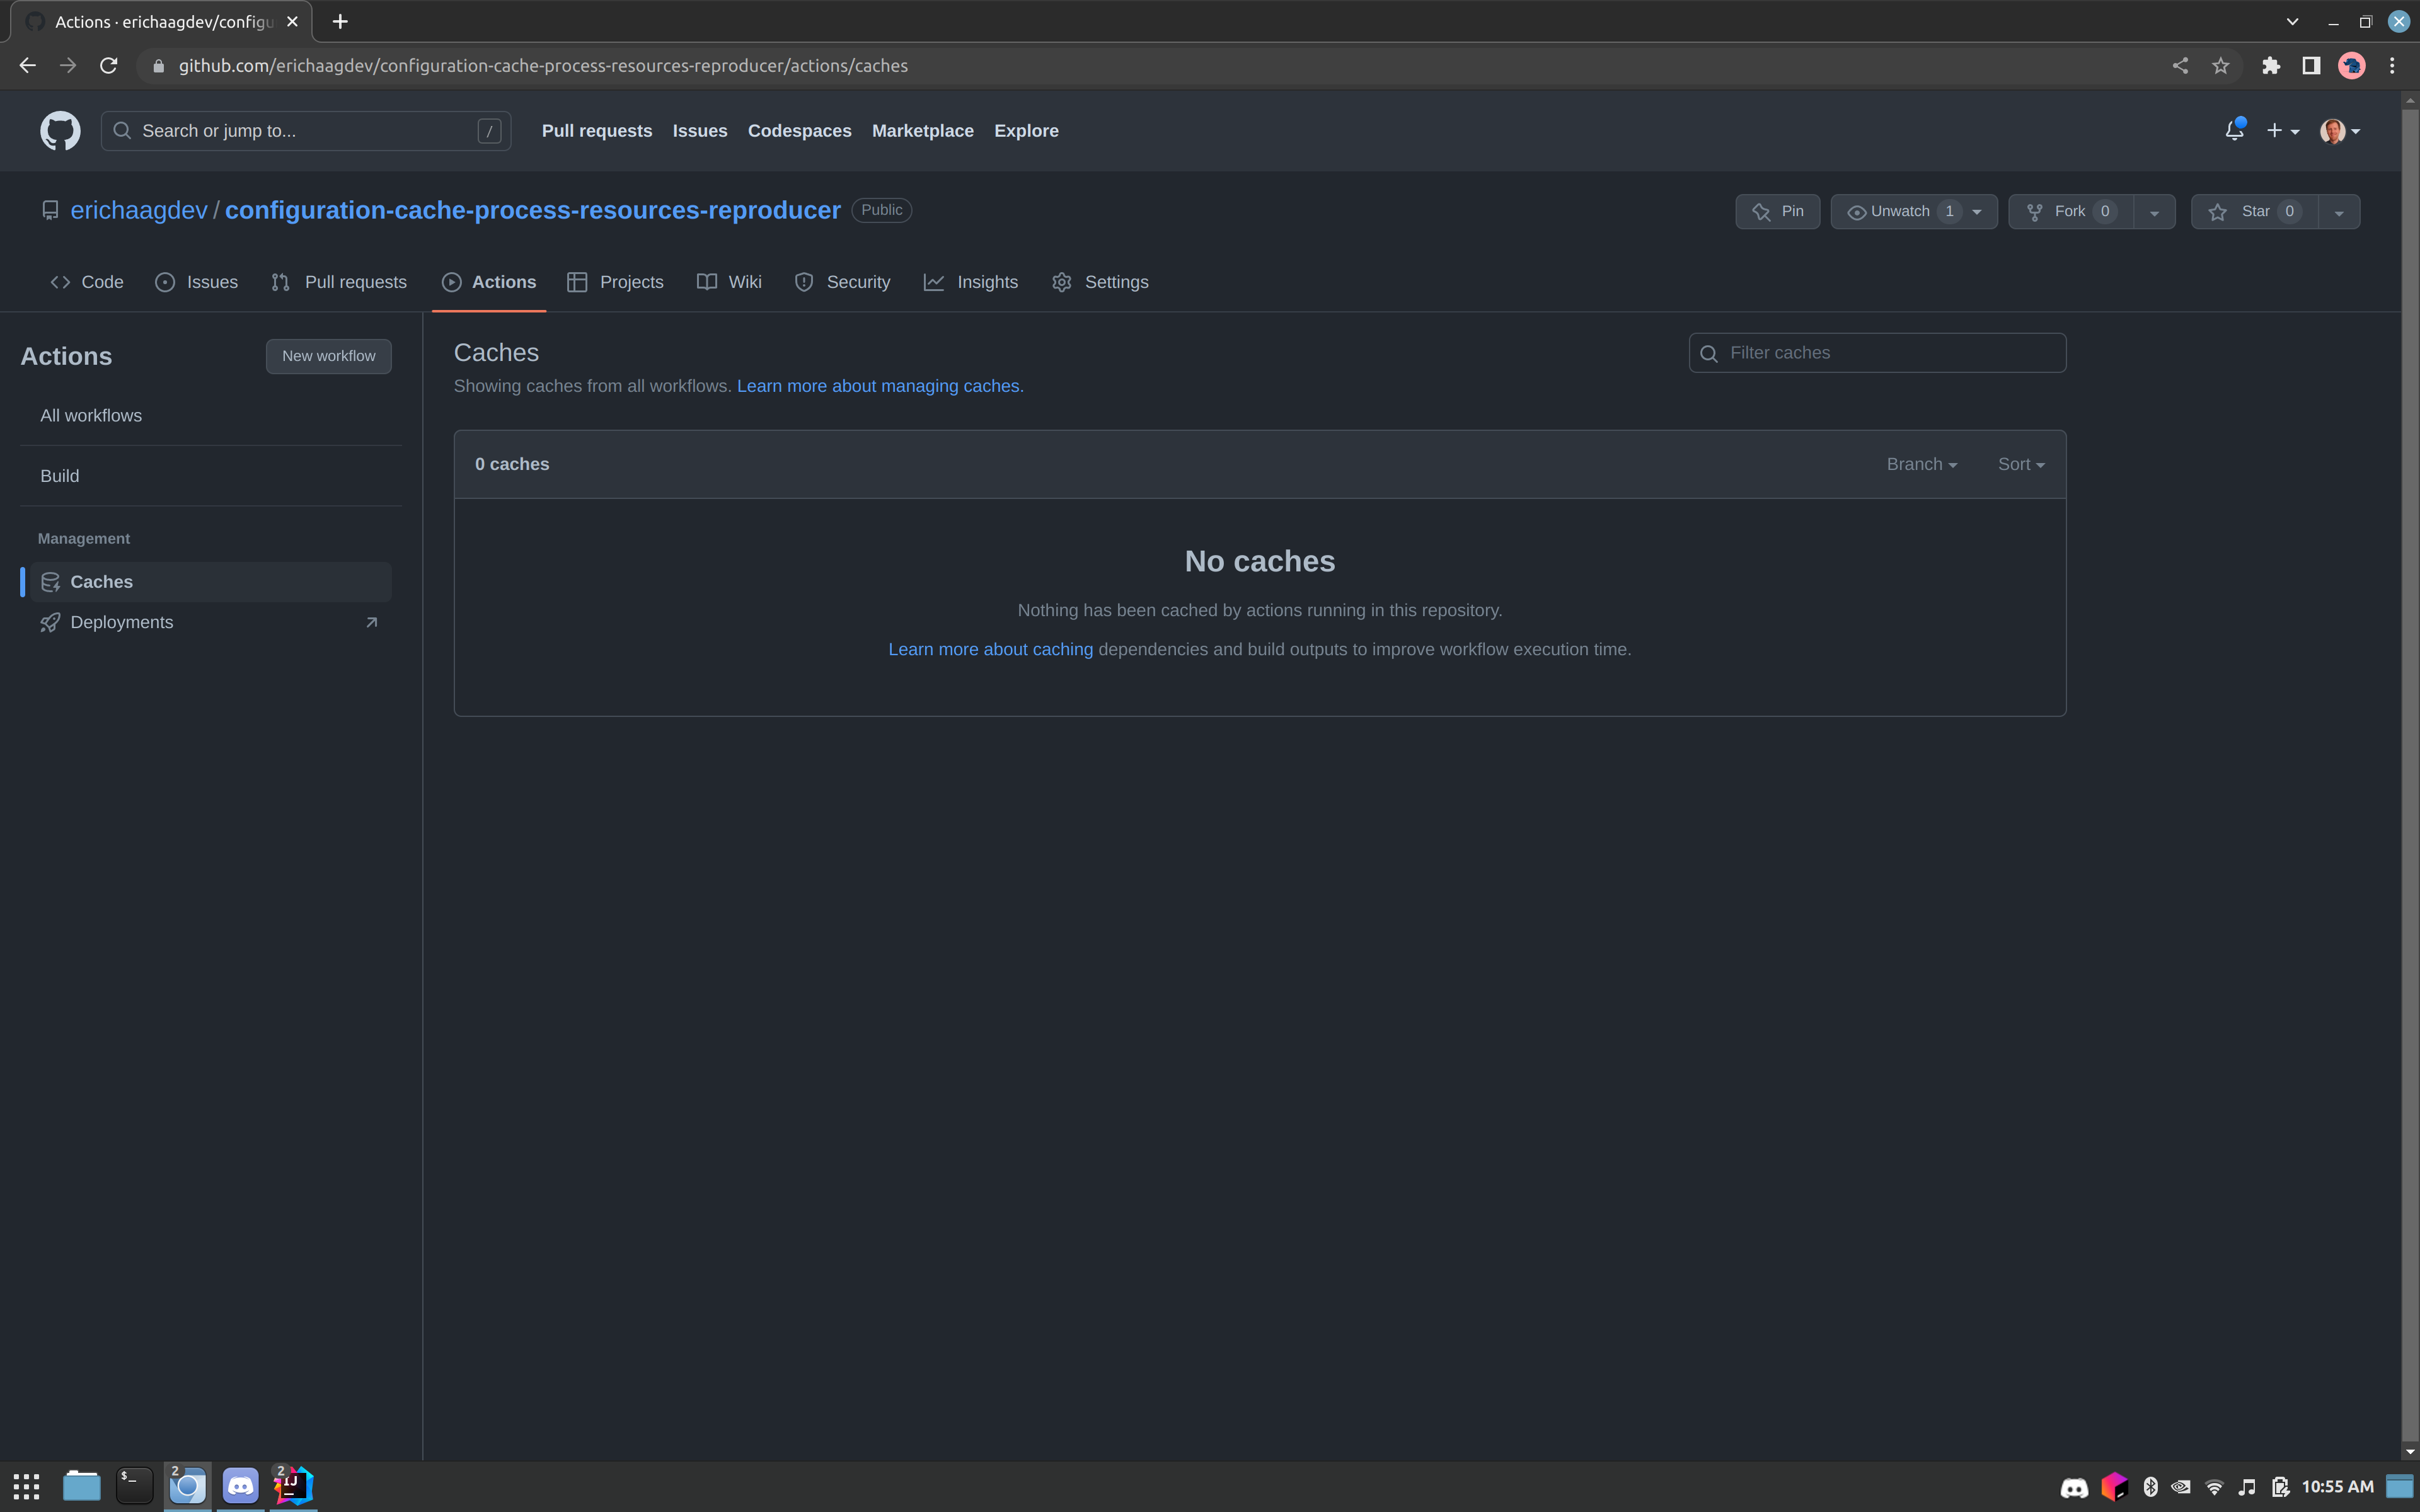 Actions · erichaagdev/configu
github.com/erichaagdev/configuration-cache-process-resources-reproducer/actions/caches
Search or jump to... /
Pull requests Issues Codespaces Marketplace Explore
erichaagdev / configuration-cache-process-resources-reproducer Public
Pin Unwatch 1 Fork 0 Star 0
Code Issues Pull requests Actions Projects Wiki Security Insights Settings
Actions
New workflow
All workflows
Build
Management
Caches
Deployments
Caches
Filter caches
Showing caches from all workflows. Learn more about managing caches.
0 caches
Branch Sort
No caches
Nothing has been cached by actions running in this repository.
Learn more about caching dependencies and build outputs to improve workflow execution time.
$_ 2 2 IJ
10:55 AM